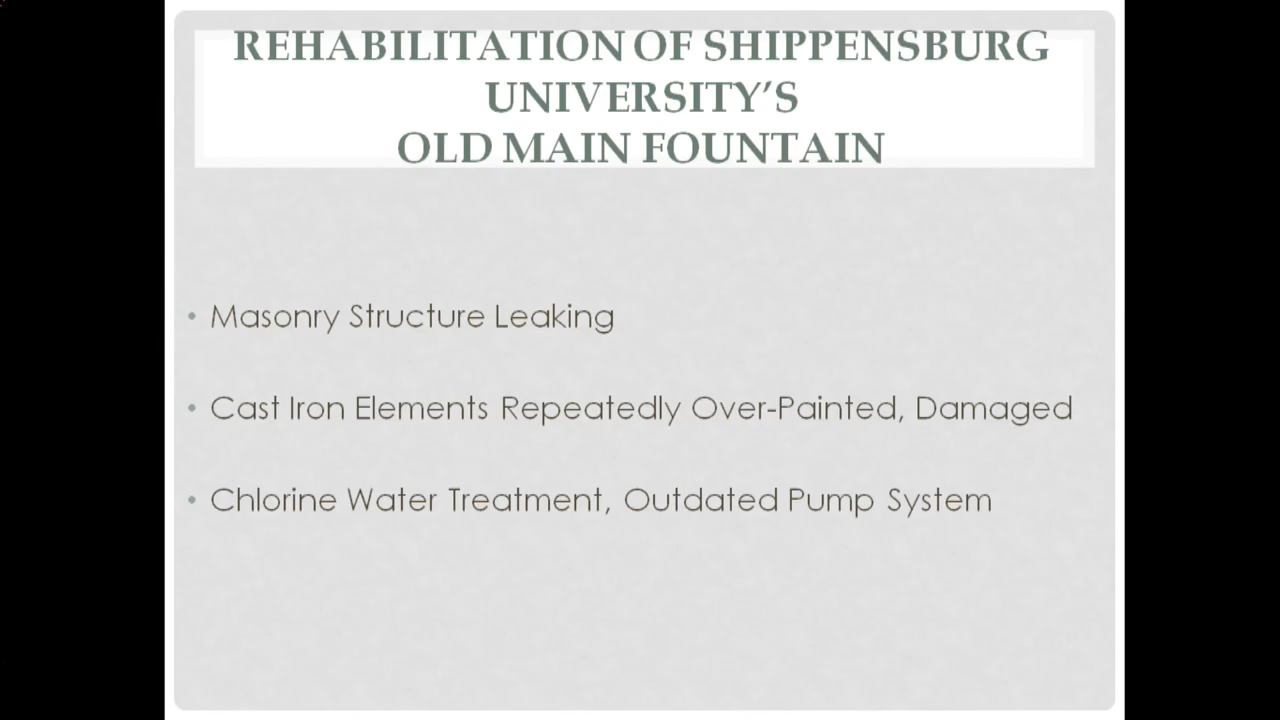 REHABILITATION OF SHIPPENSBURG
UNIVERSITY’S
OLD MAIN FOUNTAIN
• Masonry Structure Leaking
• Cast Iron Elements Repeatedly Over-Painted, Damaged
• Chlorine Water Treatment, Outdated Pump System